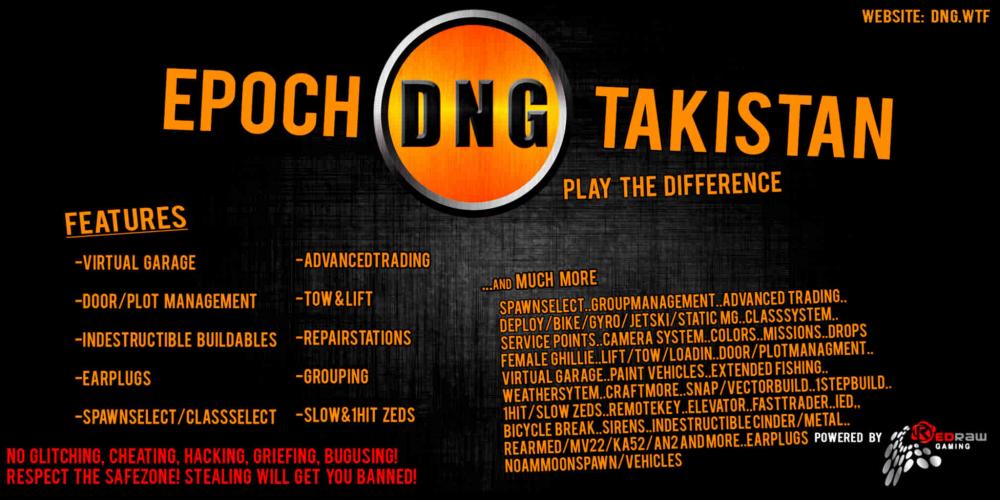 WEBSITE: DNG.WTF
EPOCH DNG TAKISTAN
PLAY THE DIFFERENCE
FEATURES
-VIRTUAL GARAGE
-DOOR/PLOT MANAGEMENT
-INDESTRUCTIBLE BUILDABLES
-EARPLUGS
-SPAWNSELECT/CLASSSELECT
-ADVANCEDTRADING
-TOW&LIFT
-REPAIRSTATIONS
-GROUPING
-SLOW&1HIT ZEDS
...AND MUCH MORE
SPAWNSELECT..GROUPMANAGEMENT..ADVANCED TRADING..
DEPLOY/BIKE/GYRO/JETSKI/STATIC MG..CLASSSYSTEM..
SERVICE POINTS..CAMERA SYSTEM..COLORS..MISSIONS..DROPS
FEMALE GHILLIE..LIFT/TOW/LOADIN..DOOR/PLOTMANAGMENT..
VIRTUAL GARAGE..PAINT VEHICLES..EXTENDED FISHING..
WEATHERSYTEM..CRAFTMORE..SNAP/VECTORBUILD..1STEPBUILD..
1HIT/SLOW ZEDS..REMOTEKEY..ELEVATOR..FASTTRADER..IED..
BICYCLE BREAK..SIRENS..INDESTRUCTIBLE CINDER/METAL..
REARMED/MV22/KA52/AN2ANDMORE..EARPLUGS
NOAMMOONSPAWN/VEHICLES
POWERED BY REDRAW
GAMING
NO GLITCHING, CHEATING, HACKING, GRIEFING, BUGUSING!
RESPECT THE SAFEZONE! STEALING WILL GET YOU BANNED!